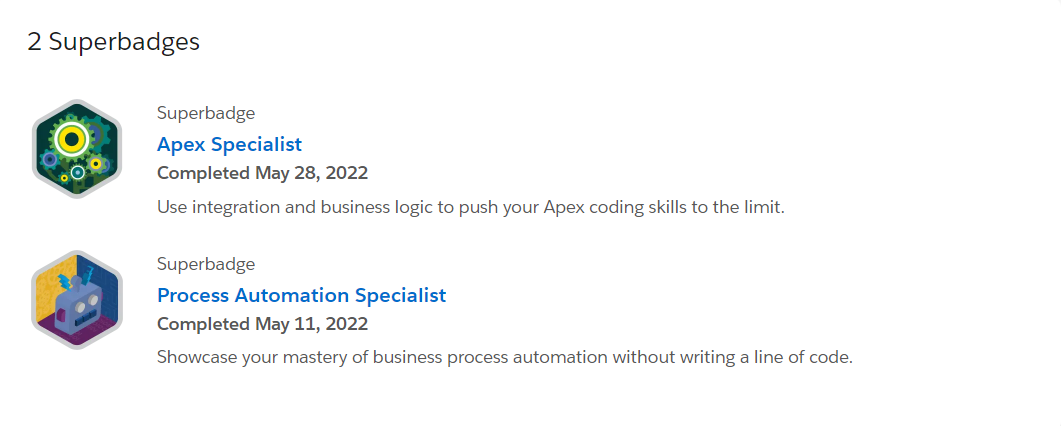 2 Superbadges
Superbadge
Apex Specialist
Completed May 28, 2022
Use integration and business logic to push your Apex coding skills to the limit.
Superbadge
Process Automation Specialist
Completed May 11, 2022
Showcase your mastery of business process automation without writing a line of code.